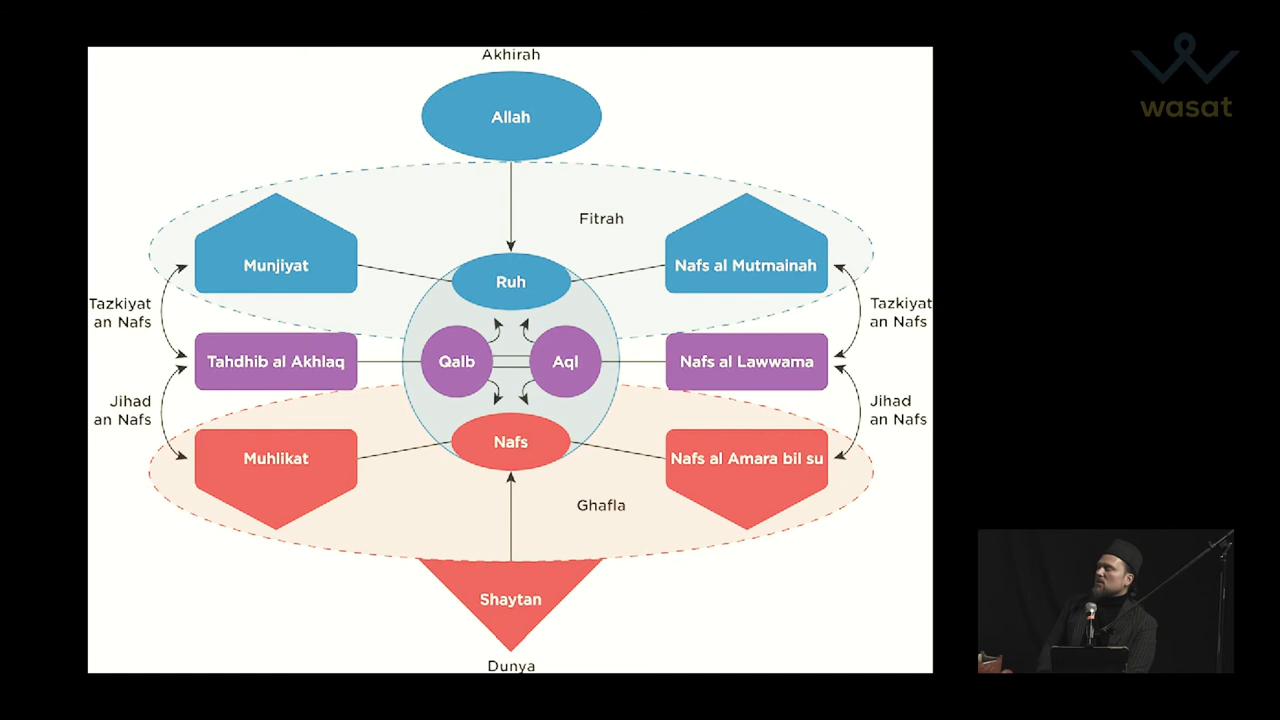 Akhirah
wasat
Allah
Fitrah
Munjiyat
Nafs al Mutmainah
Ruh
Tazkiyat
an Nafs
Tazkiyat
an Nafs
Tahdhib al Akhlaq
Qalb
Aql
Nafs al Lawwama
Jihad
an Nafs
Jihad
an Nafs
Nafs
Muhlikat
Nafs al Amara bil su
Ghafla
Shaytan
Dunya